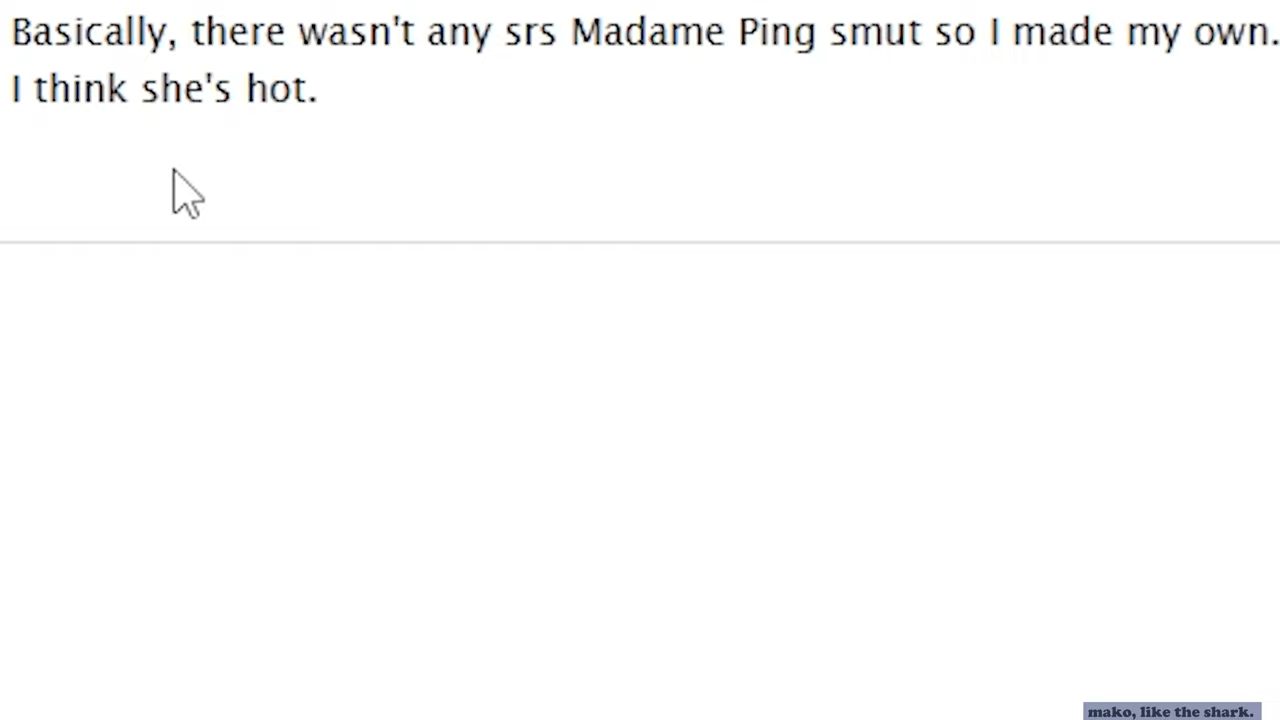 Basically, there wasn't any srs Madame Ping smut so I made my own.
I think she's hot.
mako, like the shark.